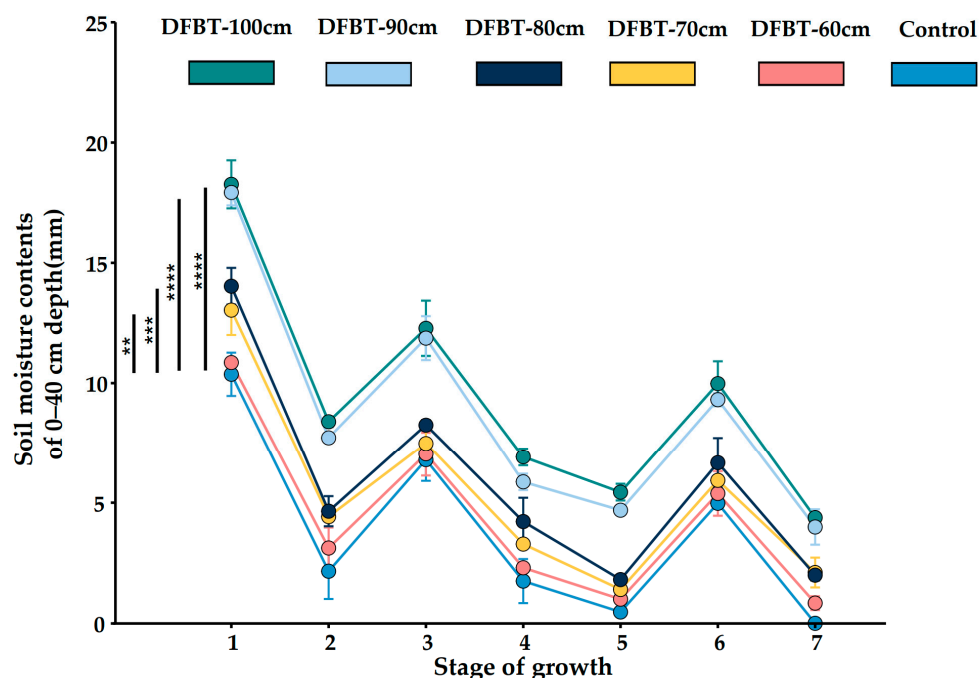 DFBT-100cm DFBT-90cm DFBT-80cm DFBT-70cm DFBT-60cm Control
25
20
15
10
5
0
Soil moisture contents
of 0–40 cm depth(mm)
**
***
****
****
1 2 3 4 5 6 7
Stage of growth